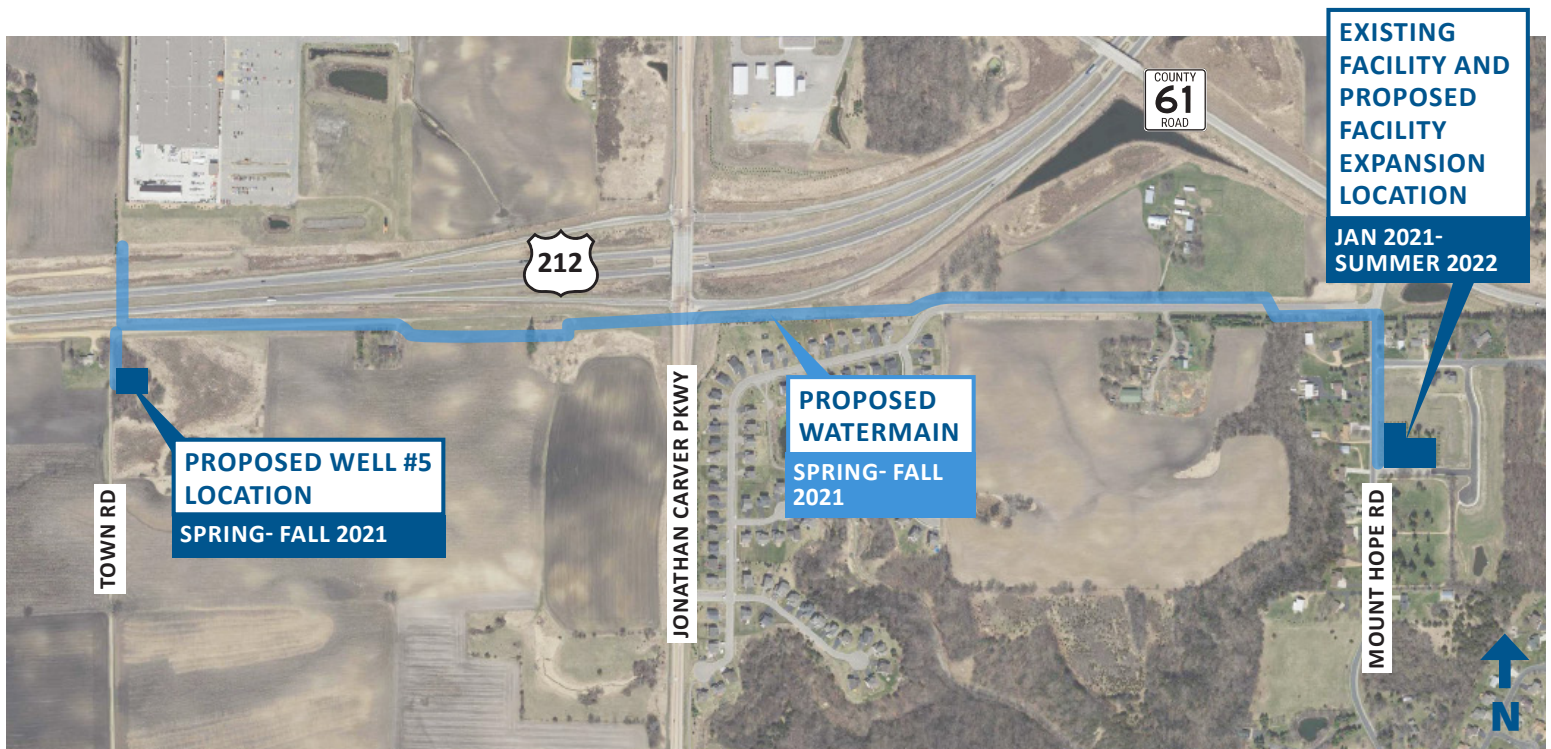 EXISTING
FACILITY AND
PROPOSED
FACILITY
EXPANSION
LOCATION
JAN 2021-
SUMMER 2022
COUNTY
61
ROAD
212
PROPOSED
WATERMAIN
SPRING- FALL
2021
PROPOSED WELL #5
LOCATION
SPRING- FALL 2021
TOWN RD
JONATHAN CARVER PKWY
MOUNT HOPE RD
N